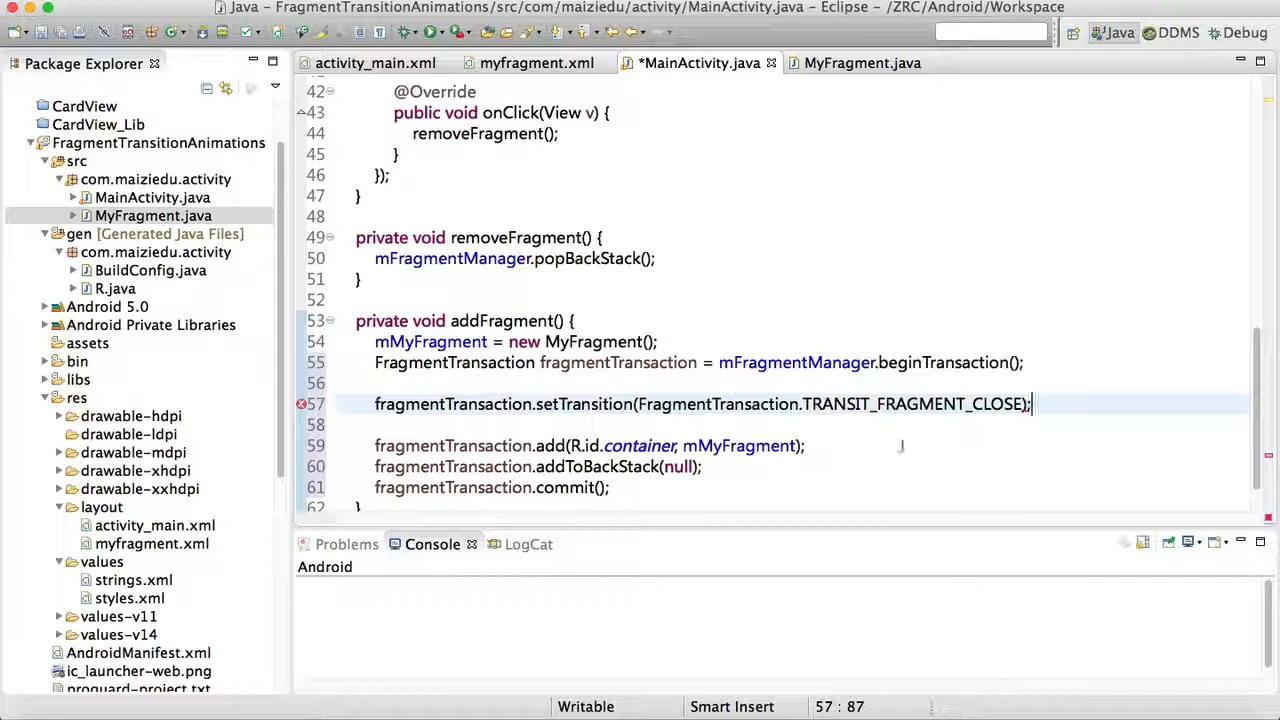 Java - FragmentTransitionAnimations/src/com/maiziedu/activity/MainActivity.java - Eclipse - /ZRC/Android/Workspace
Java DDMS Debug
Package Explorer
activity_main.xml myfragment.xml *MainActivity.java MyFragment.java
CardView
CardView_Lib
FragmentTransitionAnimations
src
com.maiziedu.activity
MainActivity.java
MyFragment.java
gen [Generated Java Files]
com.maiziedu.activity
BuildConfig.java
R.java
Android 5.0
Android Private Libraries
assets
bin
libs
res
drawable-hdpi
drawable-ldpi
drawable-mdpi
drawable-xhdpi
drawable-xxhdpi
layout
activity_main.xml
myfragment.xml
values
strings.xml
styles.xml
values-v11
values-v14
AndroidManifest.xml
ic_launcher-web.png
proguard-project.txt
42 @Override
43 public void onClick(View v) {
44 removeFragment();
45 }
46 });
47 }
48
49 private void removeFragment() {
50 mFragmentManager.popBackStack();
51 }
52
53 private void addFragment() {
54 mMyFragment = new MyFragment();
55 FragmentTransaction fragmentTransaction = mFragmentManager.beginTransaction();
56
57 fragmentTransaction.setTransition(FragmentTransaction.TRANSIT_FRAGMENT_CLOSE);
58
59 fragmentTransaction.add(R.id.container, mMyFragment);
60 fragmentTransaction.addToBackStack(null);
61 fragmentTransaction.commit();
62 }
Problems Console LogCat
Android
Writable Smart Insert 57 : 87